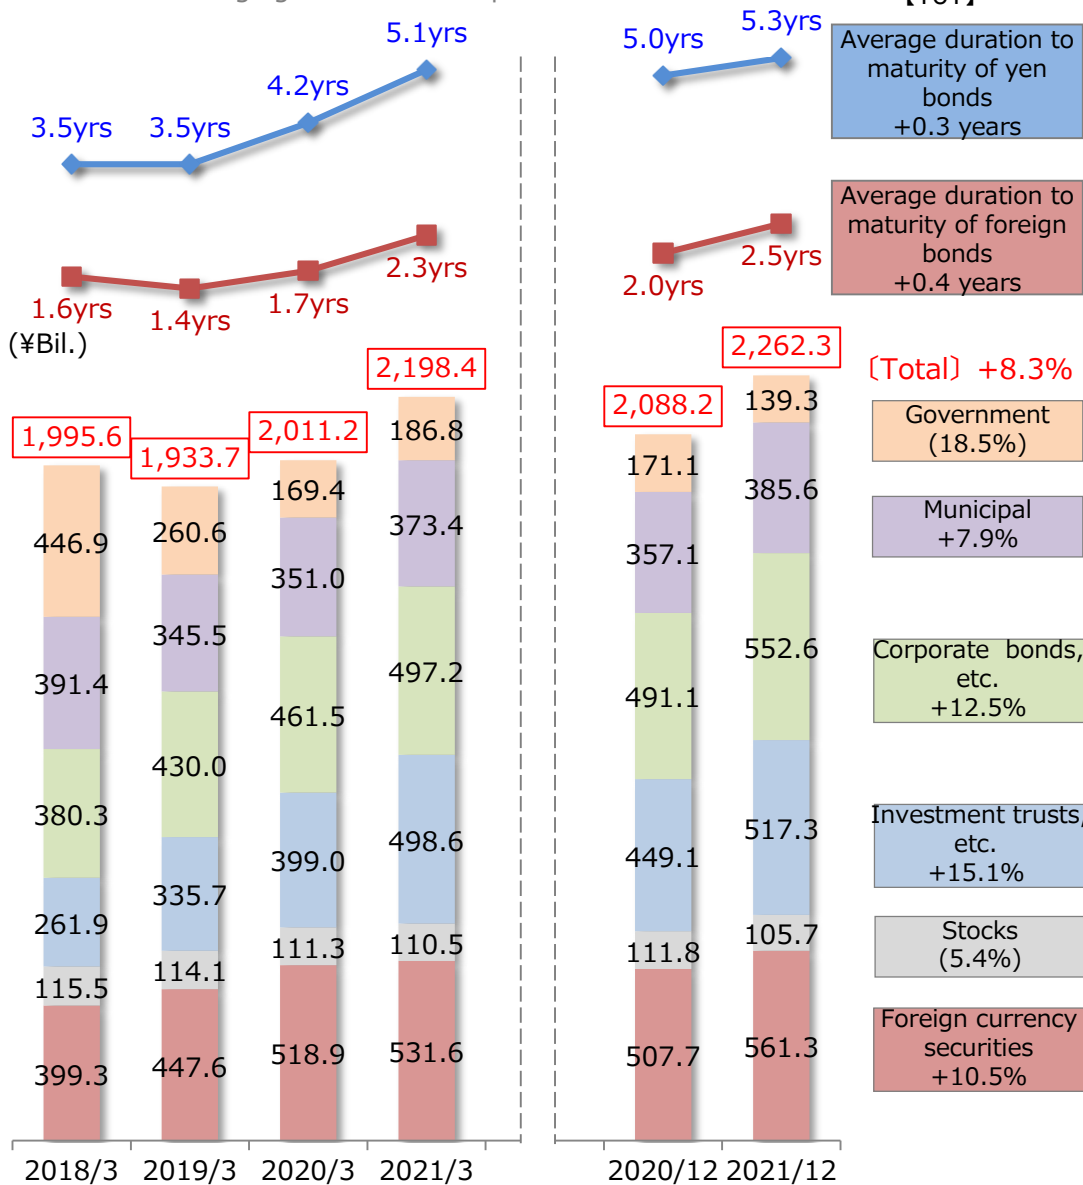 5.1yrs
4.2yrs
3.5yrs
3.5yrs
5.0yrs
5.3yrs
Average duration to
maturity of yen
bonds
+0.3 years
1.6yrs
1.4yrs
1.7yrs
2.3yrs
2.0yrs
2.5yrs
Average duration to
maturity of foreign
bonds
+0.4 years
(¥Bil.)
1,995.6
446.9
391.4
380.3
261.9
115.5
399.3
1,933.7
260.6
345.5
430.0
335.7
114.1
447.6
2,011.2
169.4
351.0
461.5
399.0
111.3
518.9
2,198.4
186.8
373.4
497.2
498.6
110.5
531.6
2,088.2
171.1
357.1
491.1
449.1
111.8
507.7
2,262.3
139.3
385.6
552.6
517.3
105.7
561.3
〔Total〕 +8.3%
Government
(18.5%)
Municipal
+7.9%
Corporate bonds,
etc.
+12.5%
Investment trusts,
etc.
+15.1%
Stocks
(5.4%)
Foreign currency
securities
+10.5%
2018/3 2019/3 2020/3 2021/3 2020/12 2021/12